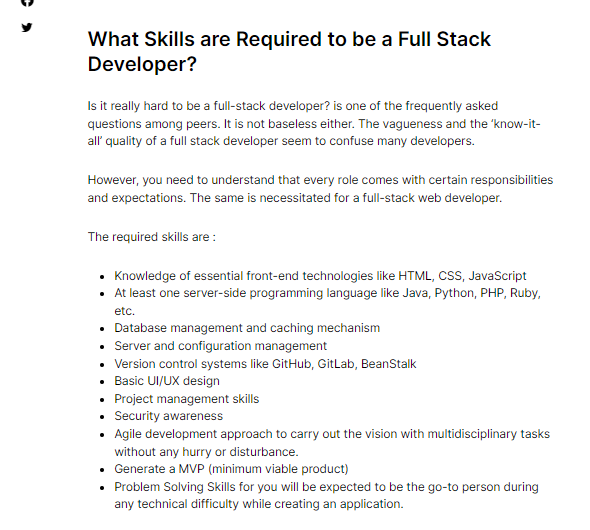 What Skills are Required to be a Full Stack
Developer?
Is it really hard to be a full-stack developer? is one of the frequently asked
questions among peers. It is not baseless either. The vagueness and the ‘know-it-
all’ quality of a full stack developer seem to confuse many developers.
However, you need to understand that every role comes with certain responsibilities
and expectations. The same is necessitated for a full-stack web developer.
The required skills are :
• Knowledge of essential front-end technologies like HTML, CSS, JavaScript
• At least one server-side programming language like Java, Python, PHP, Ruby,
etc.
• Database management and caching mechanism
• Server and configuration management
• Version control systems like GitHub, GitLab, BeanStalk
• Basic UI/UX design
• Project management skills
• Security awareness
• Agile development approach to carry out the vision with multidisciplinary tasks
without any hurry or disturbance.
• Generate a MVP (minimum viable product)
• Problem Solving Skills for you will be expected to be the go-to person during
any technical difficulty while creating an application.